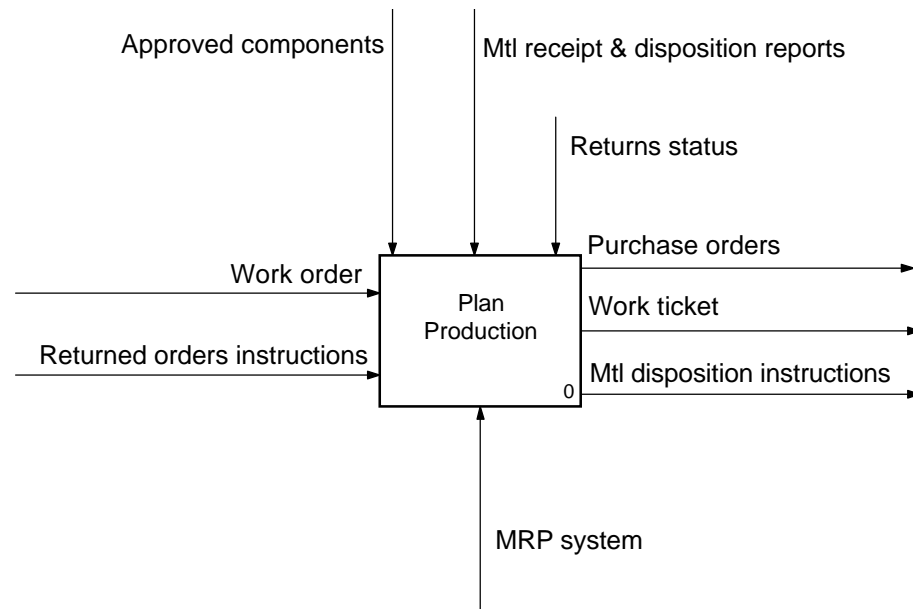 Approved components
Mtl receipt & disposition reports
Returns status
Purchase orders
Work order
Plan
Production
Work ticket
Returned orders instructions
Mtl disposition instructions
0
MRP system